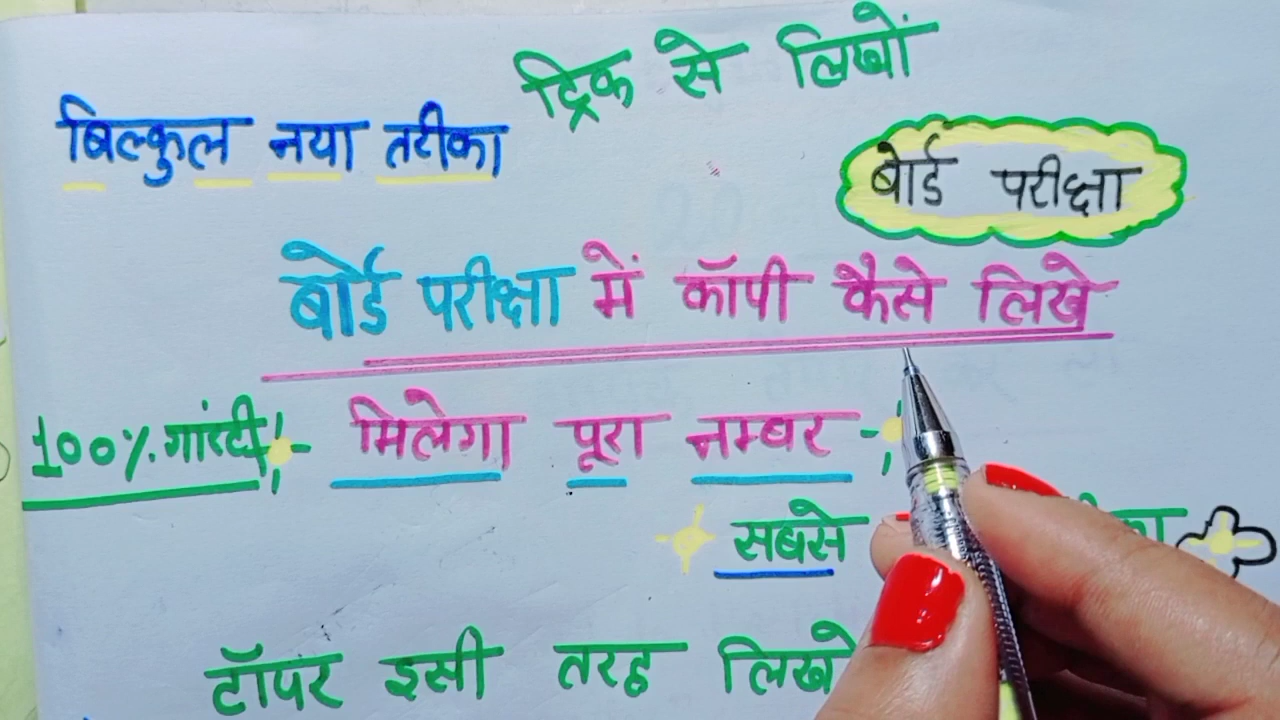 ट्रिक से लिखों
बिल्कुल नया तरीका
बोर्ड परीक्षा
बोर्ड परीक्षा में कॉपी कैसे लिखे
100% गारंटी:- मिलेगा पूरा नम्बर -:
सबसे
टॉपर इसी तरह लिखे